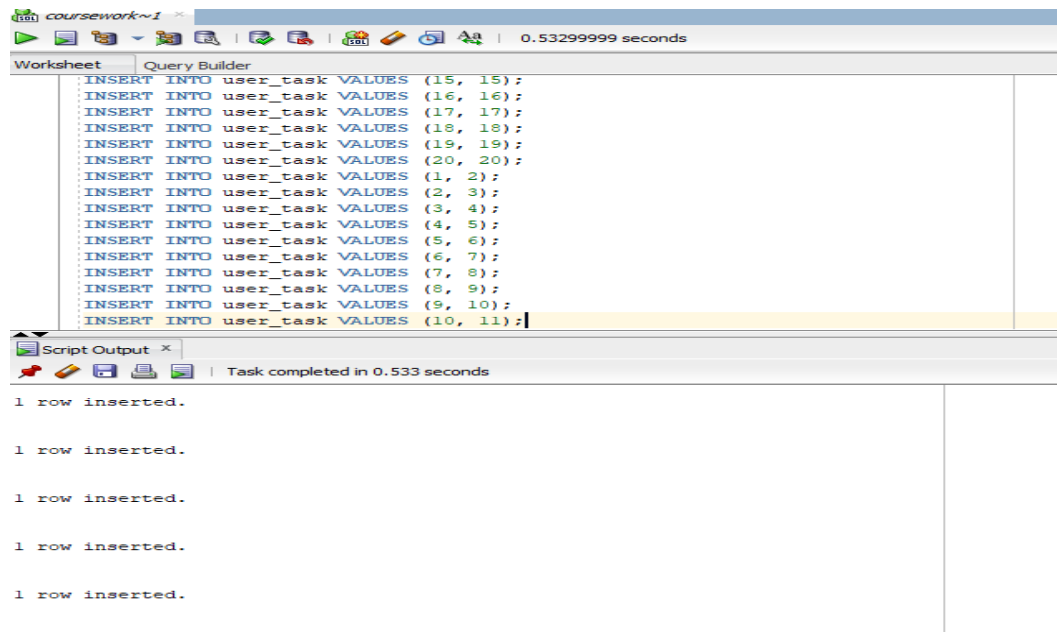 coursework~1
0.53299999 seconds
Worksheet Query Builder
INSERT INTO user_task VALUES (15, 15);
INSERT INTO user_task VALUES (16, 16);
INSERT INTO user_task VALUES (17, 17);
INSERT INTO user_task VALUES (18, 18);
INSERT INTO user_task VALUES (19, 19);
INSERT INTO user_task VALUES (20, 20);
INSERT INTO user_task VALUES (1, 2);
INSERT INTO user_task VALUES (2, 3);
INSERT INTO user_task VALUES (3, 4);
INSERT INTO user_task VALUES (4, 5);
INSERT INTO user_task VALUES (5, 6);
INSERT INTO user_task VALUES (6, 7);
INSERT INTO user_task VALUES (7, 8);
INSERT INTO user_task VALUES (8, 9);
INSERT INTO user_task VALUES (9, 10);
INSERT INTO user_task VALUES (10, 11);
Script Output
Task completed in 0.533 seconds
1 row inserted.
1 row inserted.
1 row inserted.
1 row inserted.
1 row inserted.